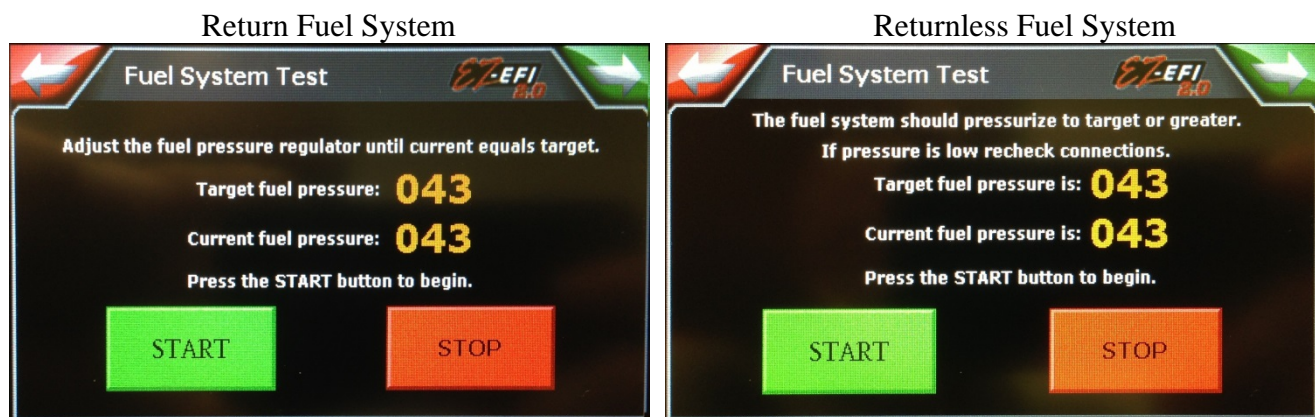 Return Fuel System
Fuel System Test
EZ-EFI
2.0
Adjust the fuel pressure regulator until current equals target.
Target fuel pressure: 043
Current fuel pressure: 043
Press the START button to begin.
START
STOP
Returnless Fuel System
Fuel System Test
EZ-EFI
2.0
The fuel system should pressurize to target or greater.
If pressure is low recheck connections.
Target fuel pressure is: 043
Current fuel pressure is: 043
Press the START button to begin.
START
STOP